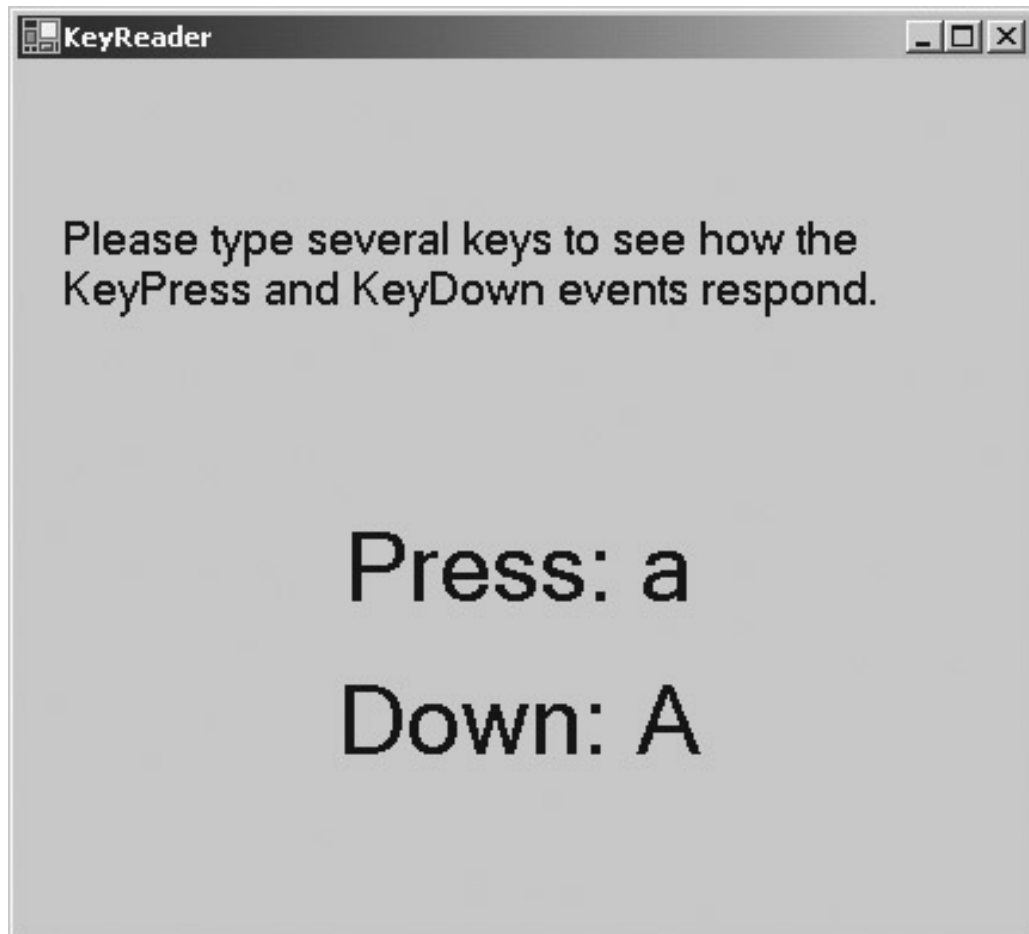 KeyReader
Please type several keys to see how the
KeyPress and KeyDown events respond.
Press: a
Down: A